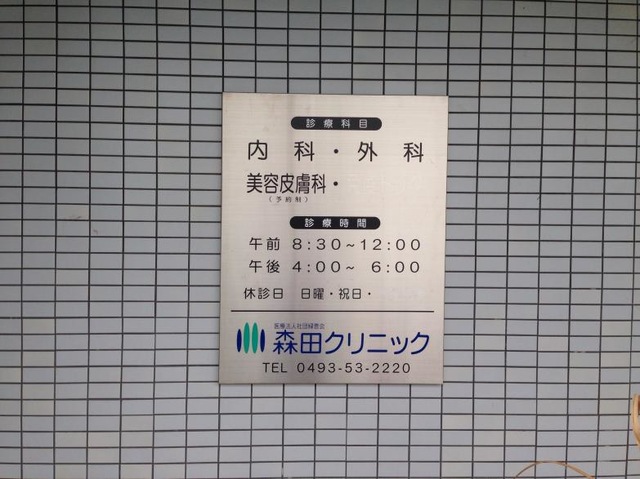 診療科目
内科・外科
美容皮膚科・
(予約制)
診療時間
午前 8:30~12:00
午後 4:00~ 6:00
休診日 日曜・祝日・
森田クリニック
TEL 0493-53-2220